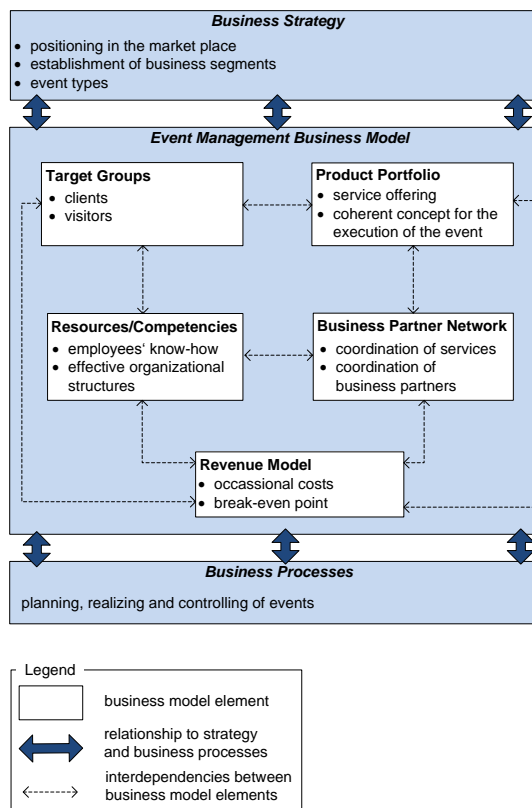 Business Strategy
• positioning in the market place
• establishment of business segments
• event types
Event Management Business Model
Target Groups
• clients
• visitors
Product Portfolio
• service offering
• coherent concept for the
execution of the event
Resources/Competencies
• employees‘ know-how
• effective organizational
structures
Business Partner Network
• coordination of services
• coordination of
business partners
Revenue Model
• occassional costs
• break-even point
Business Processes
planning, realizing and controlling of events
Legend
business model element
relationship to strategy
and business processes
interdependencies between
business model elements